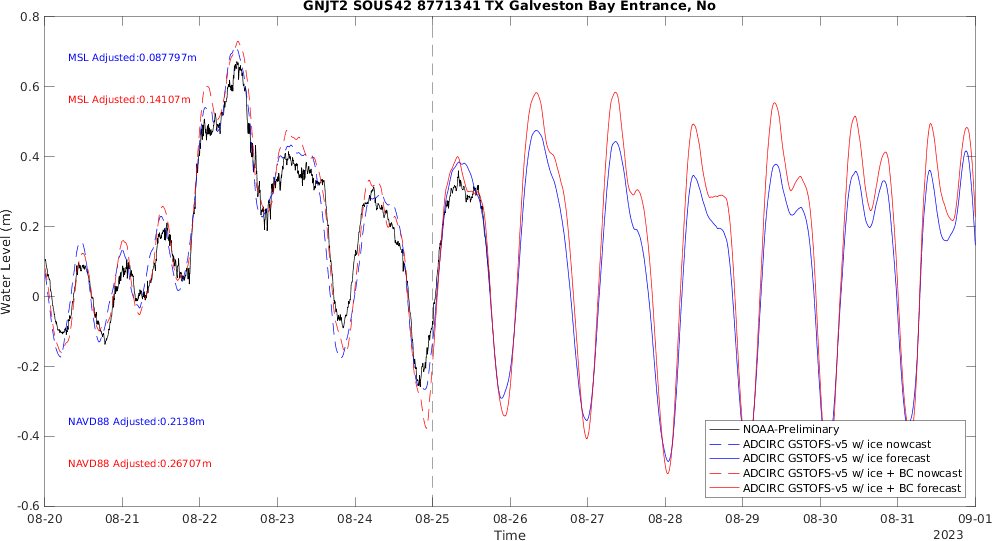 GNJT2 SOUS42 8771341 TX Galveston Bay Entrance, No
0.8
0.6
0.4
0.2
0
-0.2
-0.4
-0.6
Water Level (m)
MSL Adjusted:0.087797m
MSL Adjusted:0.14107m
NAVD88 Adjusted:0.2138m
NAVD88 Adjusted:0.26707m
NOAA-Preliminary
ADCIRC GSTOFS-v5 w/ ice nowcast
ADCIRC GSTOFS-v5 w/ ice forecast
ADCIRC GSTOFS-v5 w/ ice + BC nowcast
ADCIRC GSTOFS-v5 w/ ice + BC forecast
08-20 08-21 08-22 08-23 08-24 08-25 08-26 08-27 08-28 08-29 08-30 08-31 09-01
Time
2023